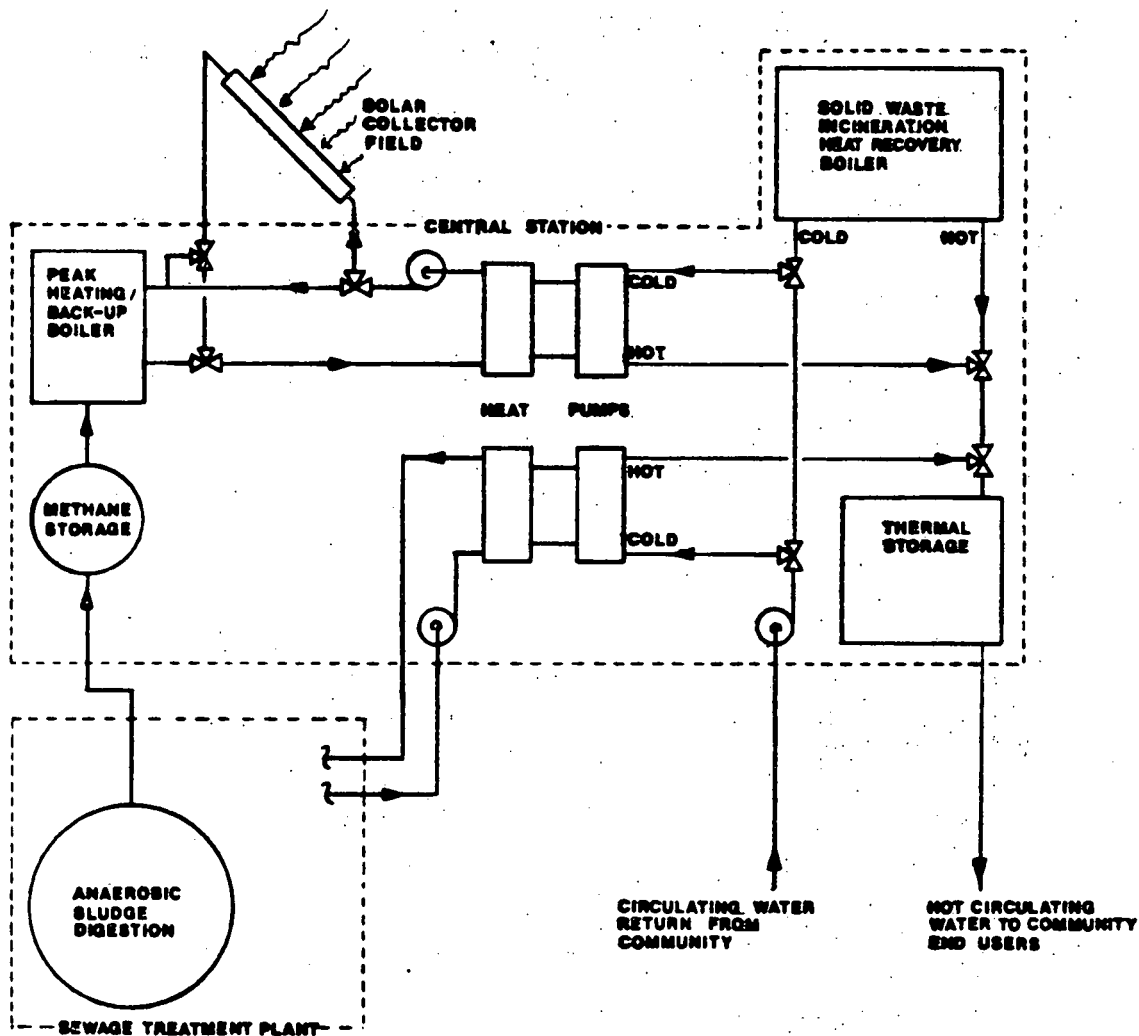 SOLAR
COLLECTOR
FIELD
SOLID WASTE
INCINERATION
HEAT RECOVERY
BOILER
CENTRAL STATION
COLD
HOT
PEAK
HEATING/
BACK-UP
BOILER
COLD
HOT
HEAT PUMPS
HOT
COLD
METHANE
STORAGE
THERMAL
STORAGE
ANAEROBIC
SLUDGE
DIGESTION
CIRCULATING WATER
RETURN FROM
COMMUNITY
HOT CIRCULATING
WATER TO COMMUNITY
END USERS
SEWAGE TREATMENT PLANT